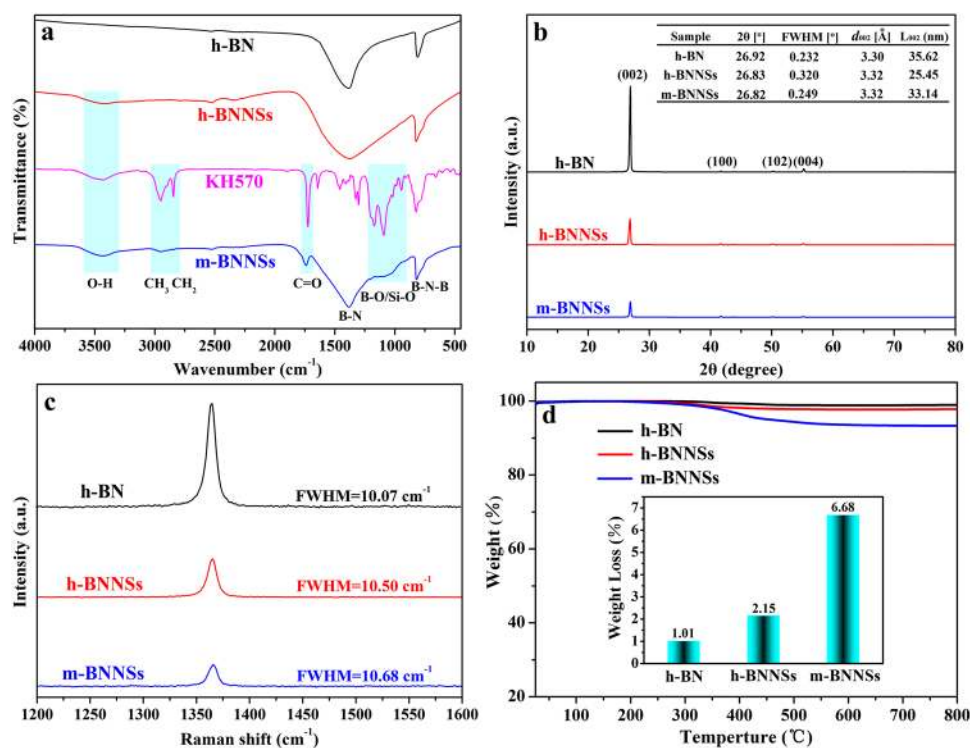 a
h-BN
h-BNNSs
KH570
m-BNNSs
O-H
CH3 CH2
C=O
B-N
B-O/Si-O
B-N-B
Transmittance (%)
4000 3500 3000 2500 2000 1500 1000 500
Wavenumber (cm-1)
b
Sample 2θ [°] FWHM [°] d002 [Å] L002 (nm)
h-BN 26.92 0.232 3.30 35.62
h-BNNSs 26.83 0.320 3.32 25.45
m-BNNSs 26.82 0.249 3.32 33.14
(002)
h-BN
(100)
(102)
(004)
h-BNNSs
m-BNNSs
Intensity (a.u.)
10 20 30 40 50 60 70 80
2θ (degree)
c
h-BN
FWHM=10.07 cm-1
h-BNNSs
FWHM=10.50 cm-1
m-BNNSs
FWHM=10.68 cm-1
Intensity (a.u.)
1200 1250 1300 1350 1400 1450 1500 1550 1600
Raman shift (cm-1)
d
100
80
60
40
20
Weight (%)
h-BN
h-BNNSs
m-BNNSs
7
6
5
4
3
2
1
0
Weight Loss (%)
1.01
2.15
6.68
h-BN h-BNNSs m-BNNSs
100 200 300 400 500 600 700 800
Temperture (℃)